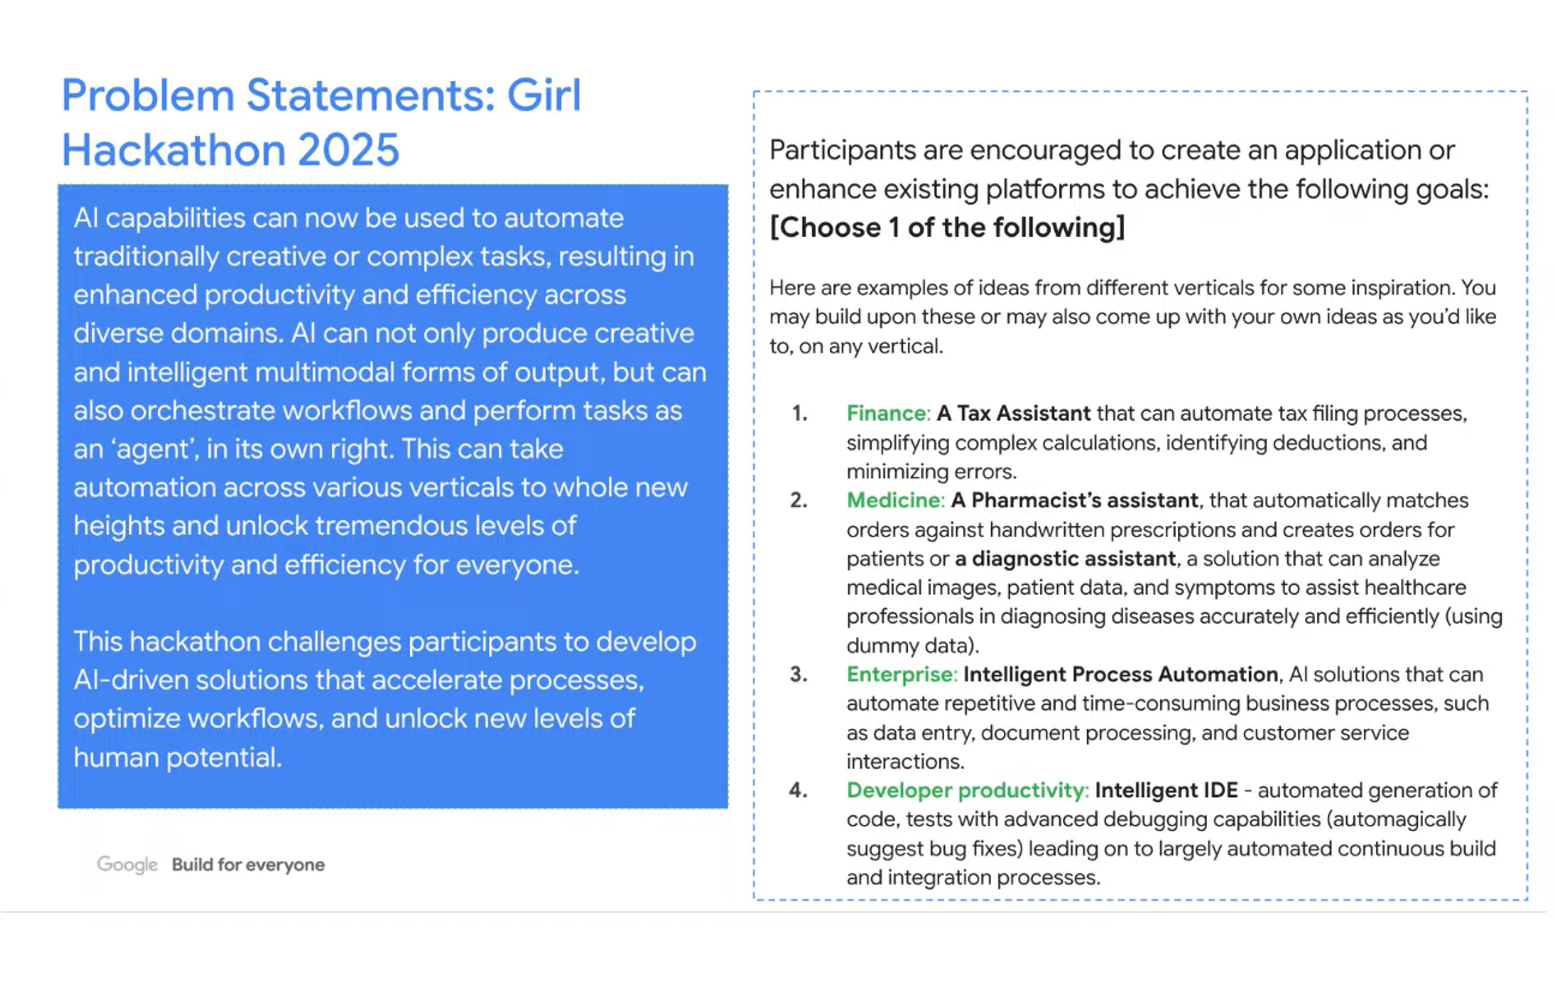 Problem Statements: Girl
Hackathon 2025
AI capabilities can now be used to automate
traditionally creative or complex tasks, resulting in
enhanced productivity and efficiency across
diverse domains. AI can not only produce creative
and intelligent multimodal forms of output, but can
also orchestrate workflows and perform tasks as
an ‘agent’, in its own right. This can take
automation across various verticals to whole new
heights and unlock tremendous levels of
productivity and efficiency for everyone.
This hackathon challenges participants to develop
AI-driven solutions that accelerate processes,
optimize workflows, and unlock new levels of
human potential.
Google Build for everyone
Participants are encouraged to create an application or
enhance existing platforms to achieve the following goals:
[Choose 1 of the following]
Here are examples of ideas from different verticals for some inspiration. You
may build upon these or may also come up with your own ideas as you’d like
to, on any vertical.
1. Finance: A Tax Assistant that can automate tax filing processes,
simplifying complex calculations, identifying deductions, and
minimizing errors.
2. Medicine: A Pharmacist’s assistant, that automatically matches
orders against handwritten prescriptions and creates orders for
patients or a diagnostic assistant, a solution that can analyze
medical images, patient data, and symptoms to assist healthcare
professionals in diagnosing diseases accurately and efficiently (using
dummy data).
3. Enterprise: Intelligent Process Automation, AI solutions that can
automate repetitive and time-consuming business processes, such
as data entry, document processing, and customer service
interactions.
4. Developer productivity: Intelligent IDE - automated generation of
code, tests with advanced debugging capabilities (automagically
suggest bug fixes) leading on to largely automated continuous build
and integration processes.